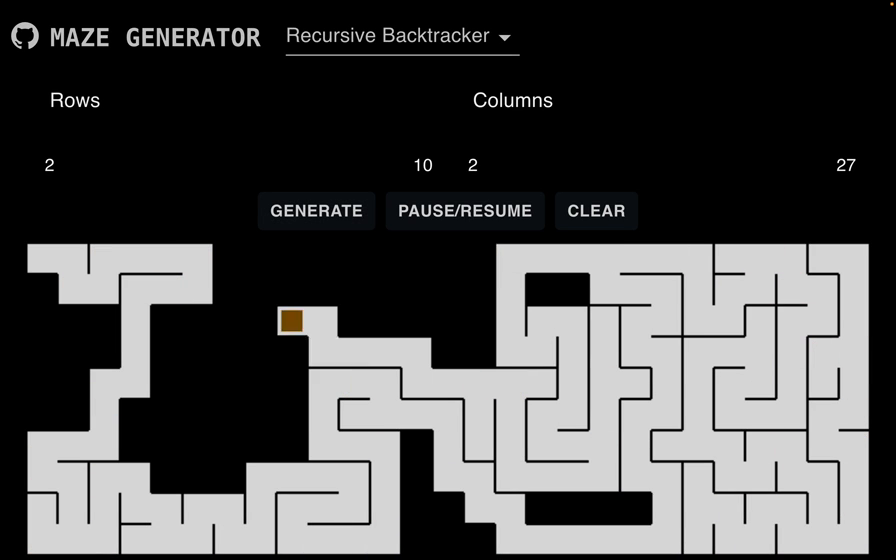 MAZE GENERATOR
Recursive Backtracker
Rows
Columns
2
10
2
27
GENERATE
PAUSE/RESUME
CLEAR